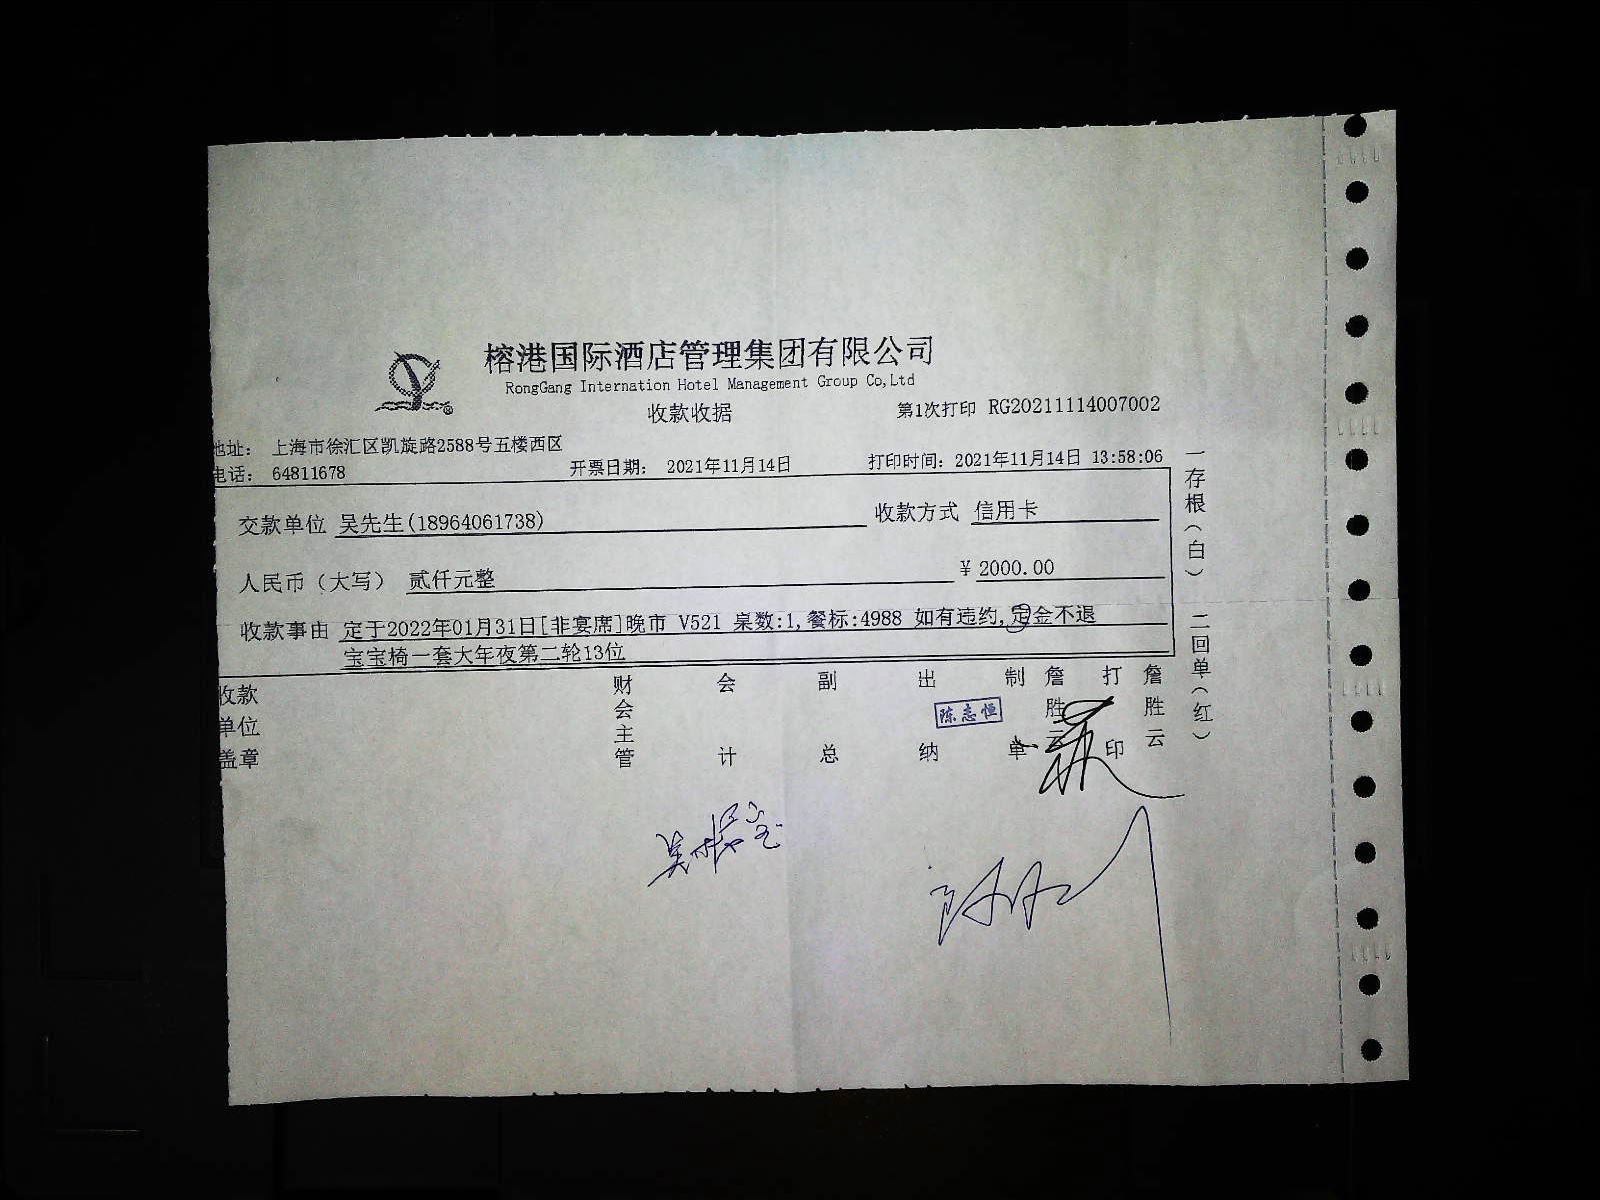 榕港国际酒店管理集团有限公司
RongGang Internation Hotel Management Group Co,Ltd
收款收据
第1次打印 RG20211114007002
地址： 上海市徐汇区凯旋路2588号五楼西区
电话： 64811678
开票日期： 2021年11月14日
打印时间：2021年11月14日 13:58:06
交款单位 吴先生(18964061738)
收款方式 信用卡
人民币（大写） 贰仟元整
¥ 2000.00
收款事由 定于2022年01月31日[非宴席]晚市 V521 桌数:1,餐标:4988 如有违约,定金不退
宝宝椅一套大年夜第二轮13位
收款单位盖章
财会主管
会计
副总
出纳
陈志恒
制单
詹胜云
打印
詹胜云
一存根（白）
二回单（红）